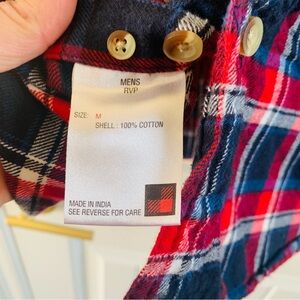 MENS
RVP
SIZE: M
SHELL : 100% COTTON
MADE IN INDIA
SEE REVERSE FOR CARE